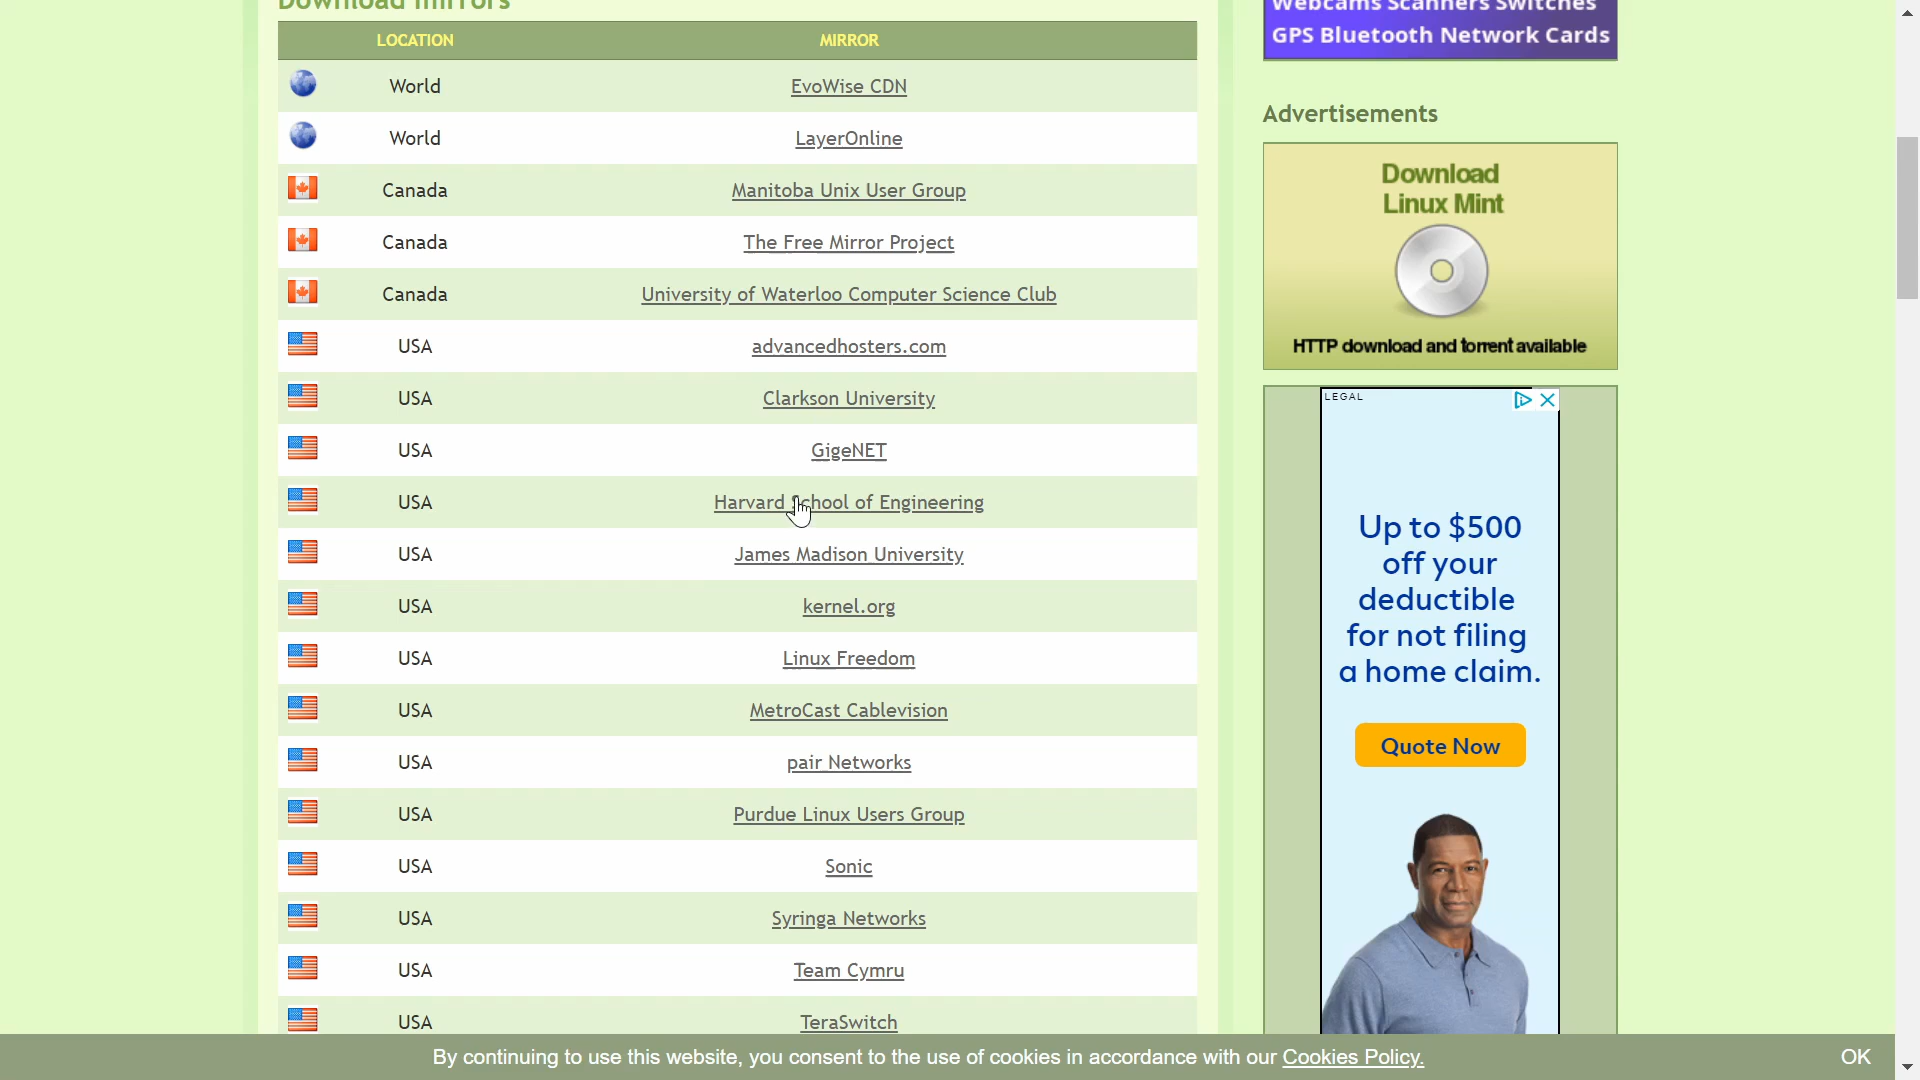 Download mirrors
LOCATION MIRROR
World EvoWise CDN
World LayerOnline
Canada Manitoba Unix User Group
Canada The Free Mirror Project
Canada University of Waterloo Computer Science Club
USA advancedhosters.com
USA Clarkson University
USA GigeNET
USA Harvard School of Engineering
USA James Madison University
USA kernel.org
USA Linux Freedom
USA MetroCast Cablevision
USA pair Networks
USA Purdue Linux Users Group
USA Sonic
USA Syringa Networks
USA Team Cymru
USA TeraSwitch
Webcams Scanners Switches
GPS Bluetooth Network Cards
Advertisements
Download
Linux Mint
HTTP download and torrent available
LEGAL
Up to $500
off your
deductible
for not filing
a home claim.
Quote Now
By continuing to use this website, you consent to the use of cookies in accordance with our Cookies Policy. OK